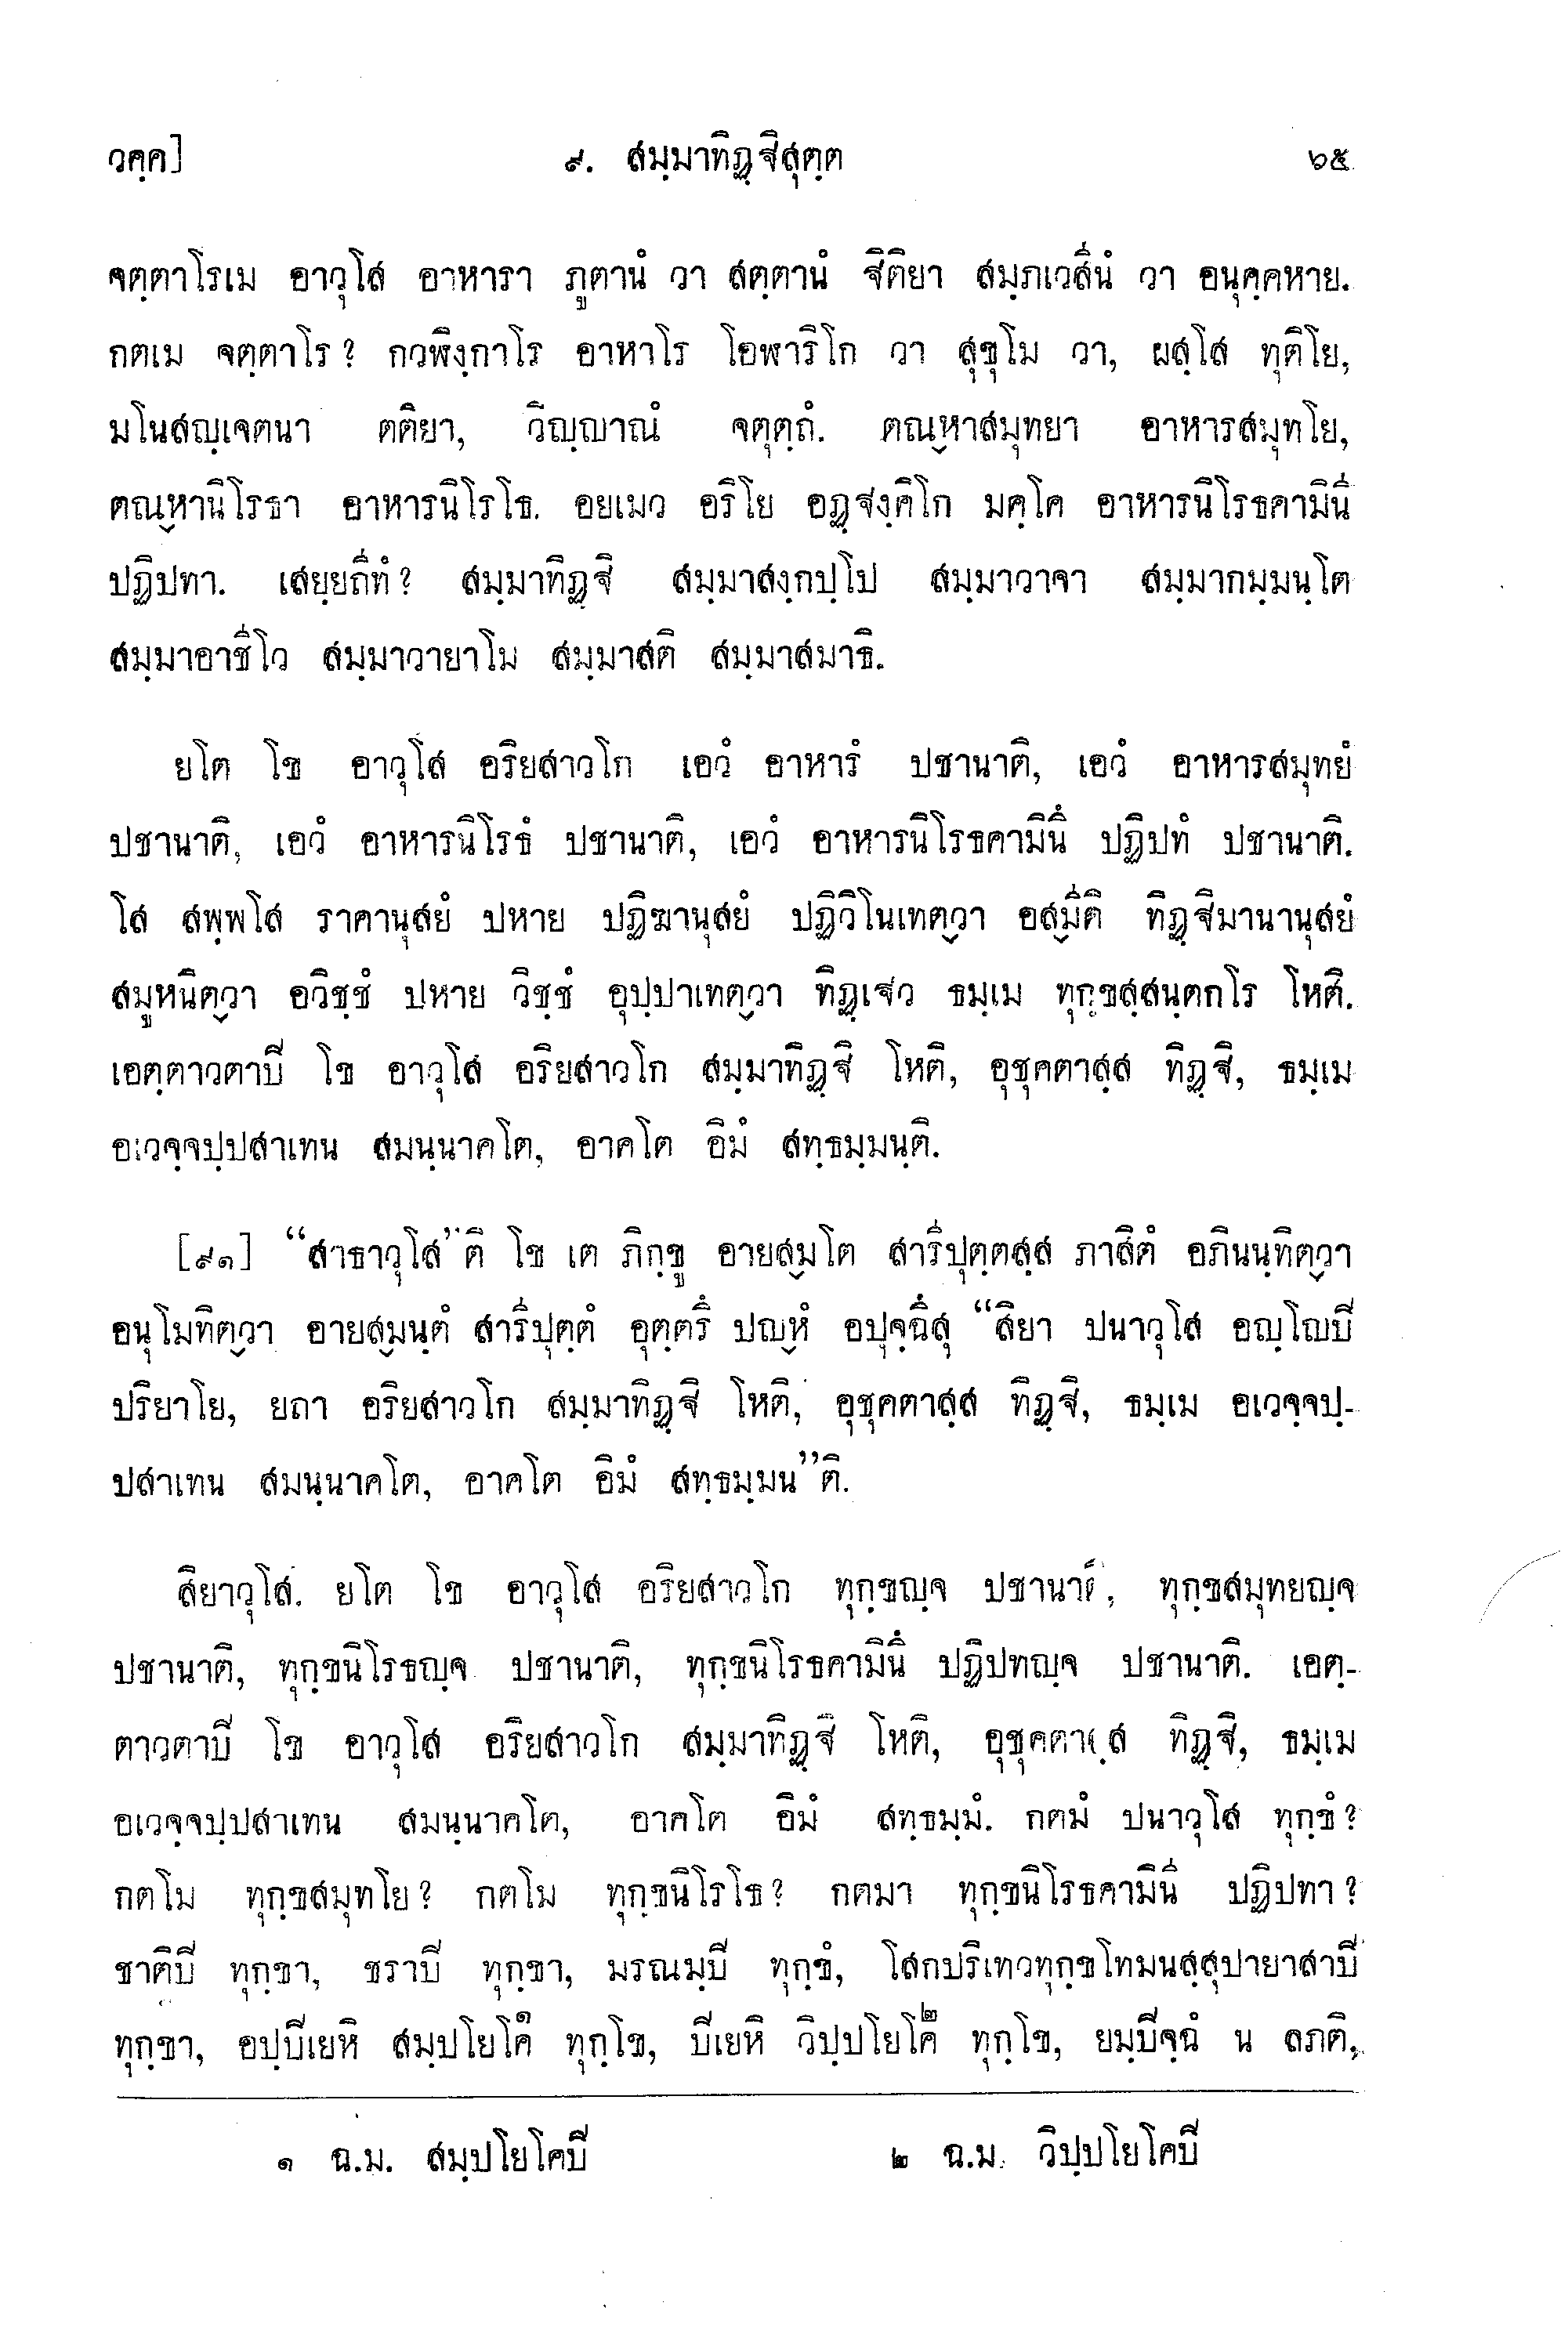 วคฺค] ๙. สมฺมาทิฏฺฐิสุตฺต ๖๕
จตฺตาโรเม อาวุโส อาหารา ภูตานํ วา สตฺตานํ ฐิติยา สมฺภเวสีนํ วา อนุคฺคหาย.
กตเม จตฺตาโร? กวพิงฺกาโร อาหาโร โอฬาริโก วา สุขุโม วา, ผสฺโส ทุติโย,
มโนสญฺเจตนา ตติยา, วิญฺญาณํ จตุตฺถํ. ตณฺหาสมุทยา อาหารสมุทโย,
ตณฺหานิโรธา อาหารนิโรโธ. อยเมว อริโย อฏฺฐงฺคิโก มคฺโค อาหารนิโรธคามินี
ปฏิปทา. เสยฺยถีทํ? สมฺมาทิฏฺฐิ สมฺมาสงฺกปฺโป สมฺมาวาจา สมฺมากมฺมนฺโต
สมฺมาอาชีโว สมฺมาวายาโม สมฺมาสติ สมฺมาสมาธิ.
ยโต โข อาวุโส อริยสาวโก เอวํ อาหารํ ปชานาติ, เอวํ อาหารสมุทยํ
ปชานาติ, เอวํ อาหารนิโรธํ ปชานาติ, เอวํ อาหารนิโรธคามินึ ปฏิปทํ ปชานาติ.
โส สพฺพโส ราคานุสยํ ปหาย ปฏิฆานุสยํ ปฏิวิโนเทตฺวา อสฺมีติ ทิฏฺฐิมานานุสยํ
สมูหนิตฺวา อวิชฺชํ ปหาย วิชฺชํ อุปฺปาเทตฺวา ทิฏฺเฐว ธมฺเม ทุกฺขสฺสนฺตกโร โหติ.
เอตฺตาวตาปี โข อาวุโส อริยสาวโก สมฺมาทิฏฺฐิ โหติ, อุชุคตาสฺส ทิฏฺฐิ, ธมฺเม
อเวจฺจปฺปสาเทน สมนฺนาคโต, อาคโต อิมํ สทฺธมฺมนฺติ.
[๙๑] “สาธาวุโส”ติ โข เต ภิกฺขู อายสฺมโต สารีปุตฺตสฺส ภาสิตํ อภินนฺทิตฺวา
อนุโมทิตฺวา อายสฺมนฺตํ สารีปุตฺตํ อุตฺตรึ ปญฺหํ อปุจฺฉึสุ “สิยา ปนาวุโส อญฺโญปี
ปริยาโย, ยถา อริยสาวโก สมฺมาทิฏฺฐิ โหติ, อุชุคตาสฺส ทิฏฺฐิ, ธมฺเม อเวจฺจปฺ-
ปสาเทน สมนฺนาคโต, อาคโต อิมํ สทฺธมฺมน”ติ.
สิยาวุโส. ยโต โข อาวุโส อริยสาวโก ทุกฺขญฺจ ปชานาติ, ทุกฺขสมุทยญฺจ
ปชานาติ, ทุกฺขนิโรธญฺจ ปชานาติ, ทุกฺขนิโรธคามินึ ปฏิปทญฺจ ปชานาติ. เอตฺ-
ตาวตาปี โข อาวุโส อริยสาวโก สมฺมาทิฏฺฐิ โหติ, อุชุคตาสฺส ทิฏฺฐิ, ธมฺเม
อเวจฺจปฺปสาเทน สมนฺนาคโต, อาคโต อิมํ สทฺธมฺมํ. กตมํ ปนาวุโส ทุกฺขํ?
กตโม ทุกฺขสมุทโย? กตโม ทุกฺขนิโรโธ? กตมา ทุกฺขนิโรธคามินี ปฏิปทา?
ชาติปี ทุกฺขา, ชราปี ทุกฺขา, มรณมฺปี ทุกฺขํ, โสกปริเทวทุกฺขโทมนสฺสุปายาสาปี
ทุกฺขา, อปฺปีเยหิ สมฺปโยโค๑ ทุกฺโข, ปีเยหิ วิปฺปโยโค๒ ทุกฺโข, ยมฺปีจฺฉํ น ลภติ,
๑ ฉ.ม. สมฺปโยโคปี ๒ ฉ.ม. วิปฺปโยโคปี